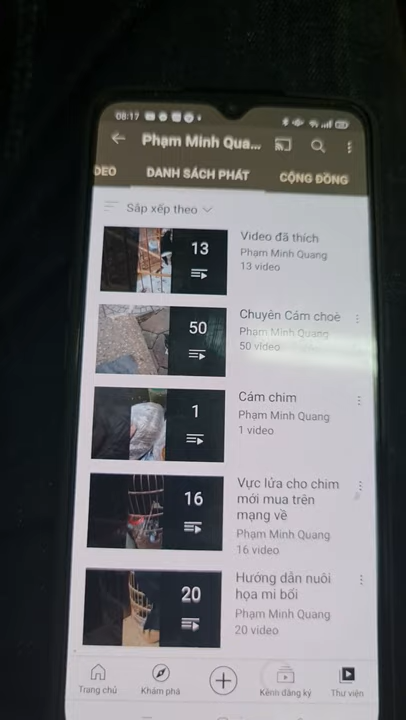 08:17
Phạm Minh Qua...
DEO DANH SÁCH PHÁT CỘNG ĐỒNG
Sắp xếp theo
13
Video đã thích
Phạm Minh Quang
13 video
50
Chuyên Cám choè
Phạm Minh Quang
50 video
1
Cám chim
Phạm Minh Quang
1 video
16
Vực lửa cho chim
mới mua trên
mạng về
Phạm Minh Quang
16 video
20
Hướng dẫn nuôi
họa mi bối
Phạm Minh Quang
20 video
Trang chủ Khám phá Kênh đăng ký Thư viện